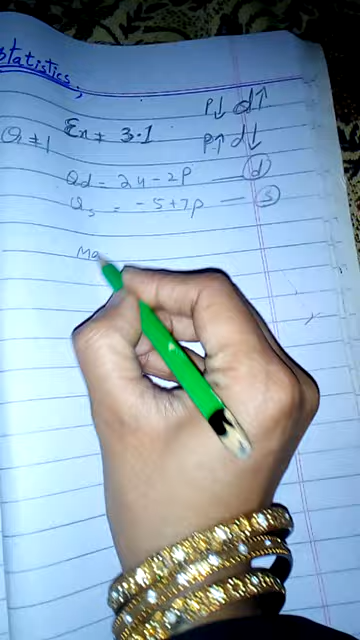 Statistics;
P↓ d↑
P↑ d↓
Q # 1 Ex # 3.1
Qd = 24 - 2P — (d)
Qs = -5 + 7P — (s)
Ma